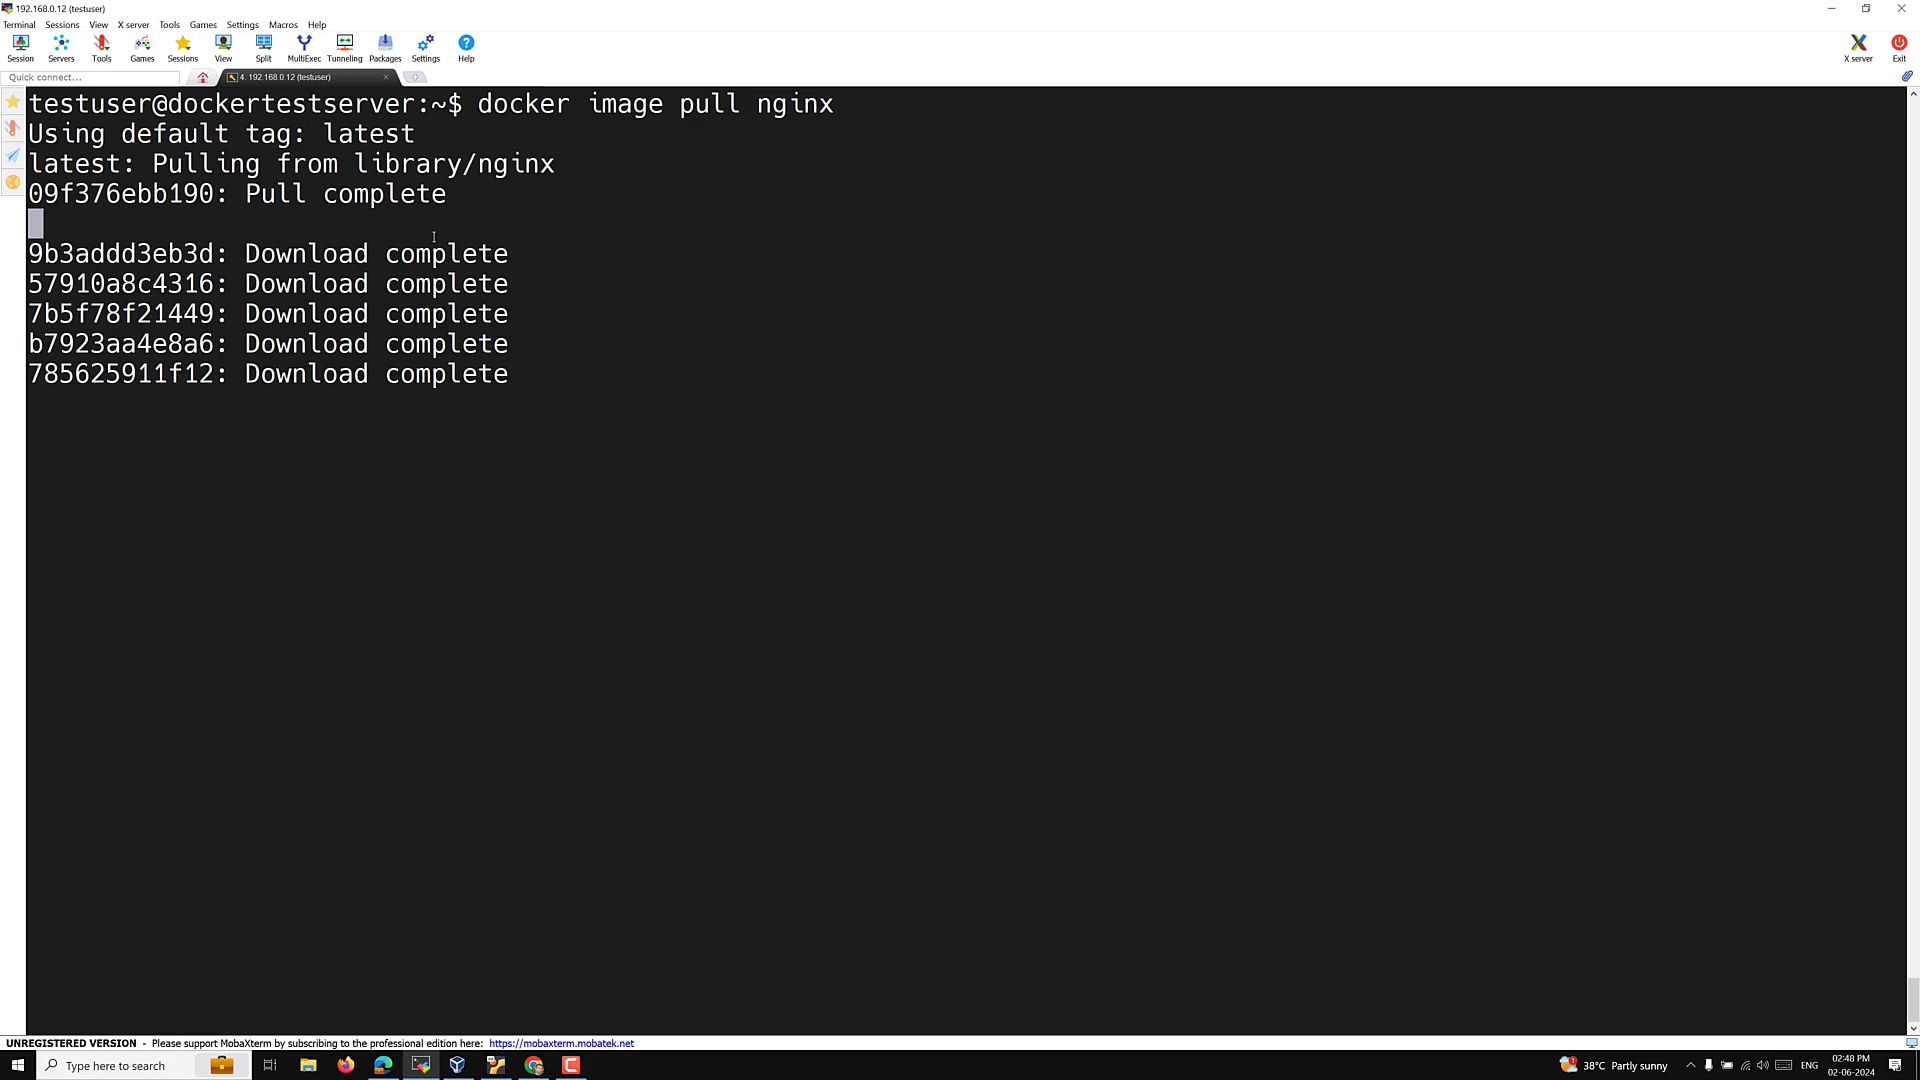 192.168.0.12 (testuser)
Terminal Sessions View X server Tools Games Settings Macros Help
Session Servers Tools Games Sessions View Split MultiExec Tunneling Packages Settings Help X server Exit
Quick connect... 4. 192.168.0.12 (testuser)
testuser@dockertestserver:~$ docker image pull nginx
Using default tag: latest
latest: Pulling from library/nginx
09f376ebb190: Pull complete
9b3addd3eb3d: Download complete
57910a8c4316: Download complete
7b5f78f21449: Download complete
b7923aa4e8a6: Download complete
785625911f12: Download complete
UNREGISTERED VERSION - Please support MobaXterm by subscribing to the professional edition here: https://mobaxterm.mobatek.net
Type here to search 1 38°C Partly sunny ENG 02:48 PM
02-06-2024